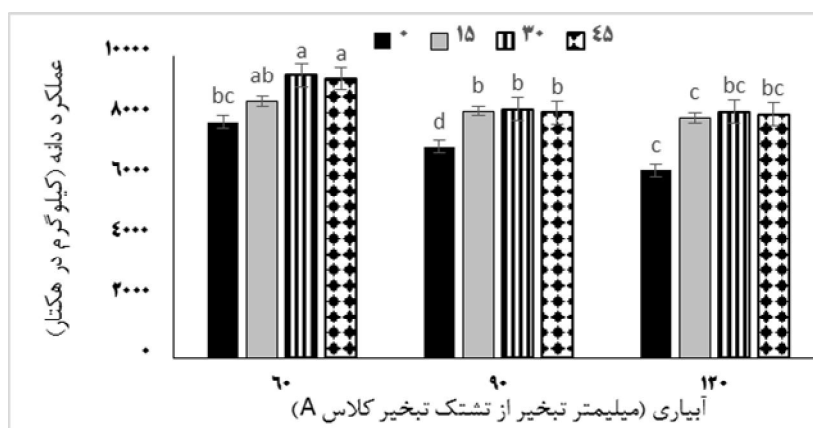 ۰ ۱۵ ۳۰ ٤۵
عملکرد دانه (کیلوگرم در هکتار)
۱۰۰۰۰
۸۰۰۰
۶۰۰۰
۴۰۰۰
۲۰۰۰
۰
bc ab a a
d b b b
c c bc bc
۶۰ ۹۰ ۱۲۰
آبیاری (میلیمتر تبخیر از تشتک تبخیر کلاس A)